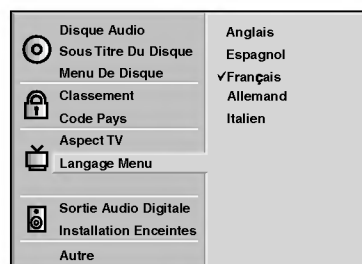 Disque Audio
Sous Titre Du Disque
Menu De Disque
Classement
Code Pays
Aspect TV
Langage Menu
Sortie Audio Digitale
Installation Enceintes
Autre
Anglais
Espagnol
✓Français
Allemand
Italien